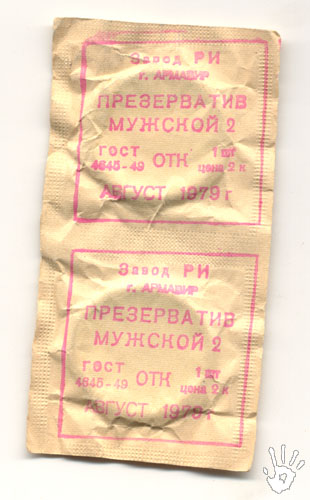 Завод РИ
г. АРМАВИР
ПРЕЗЕРВАТИВ
МУЖСКОЙ 2
ГОСТ 4645-49 ОТК 1 шт цена 2 к
АВГУСТ 1979 г
Завод РИ
г. АРМАВИР
ПРЕЗЕРВАТИВ
МУЖСКОЙ 2
ГОСТ 4645-49 ОТК 1 шт цена 2 к
АВГУСТ 1979 г